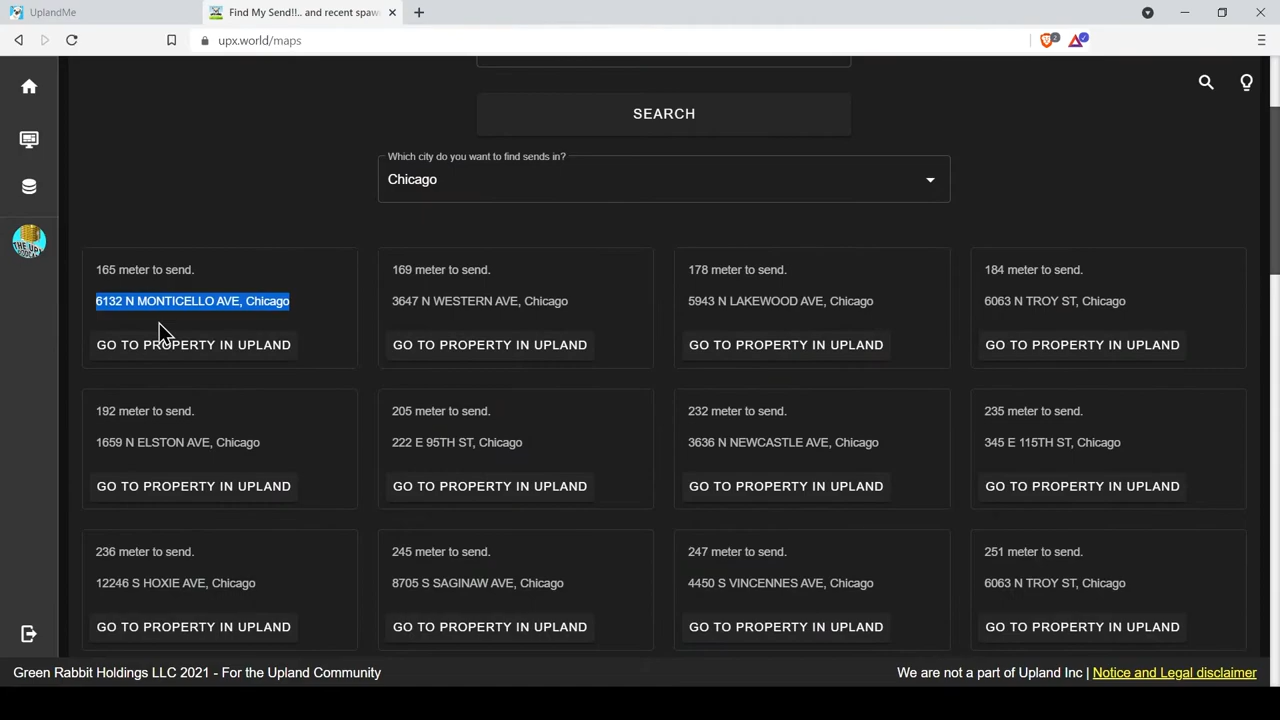 UplandMe
Find My Send!!.. and recent spaw
upx.world/maps
2
SEARCH
Which city do you want to find sends in?
Chicago
165 meter to send.
6132 N MONTICELLO AVE, Chicago
GO TO PROPERTY IN UPLAND
169 meter to send.
3647 N WESTERN AVE, Chicago
GO TO PROPERTY IN UPLAND
178 meter to send.
5943 N LAKEWOOD AVE, Chicago
GO TO PROPERTY IN UPLAND
184 meter to send.
6063 N TROY ST, Chicago
GO TO PROPERTY IN UPLAND
192 meter to send.
1659 N ELSTON AVE, Chicago
GO TO PROPERTY IN UPLAND
205 meter to send.
222 E 95TH ST, Chicago
GO TO PROPERTY IN UPLAND
232 meter to send.
3636 N NEWCASTLE AVE, Chicago
GO TO PROPERTY IN UPLAND
235 meter to send.
345 E 115TH ST, Chicago
GO TO PROPERTY IN UPLAND
236 meter to send.
12246 S HOXIE AVE, Chicago
GO TO PROPERTY IN UPLAND
245 meter to send.
8705 S SAGINAW AVE, Chicago
GO TO PROPERTY IN UPLAND
247 meter to send.
4450 S VINCENNES AVE, Chicago
GO TO PROPERTY IN UPLAND
251 meter to send.
6063 N TROY ST, Chicago
GO TO PROPERTY IN UPLAND
Green Rabbit Holdings LLC 2021 - For the Upland Community
We are not a part of Upland Inc | Notice and Legal disclaimer